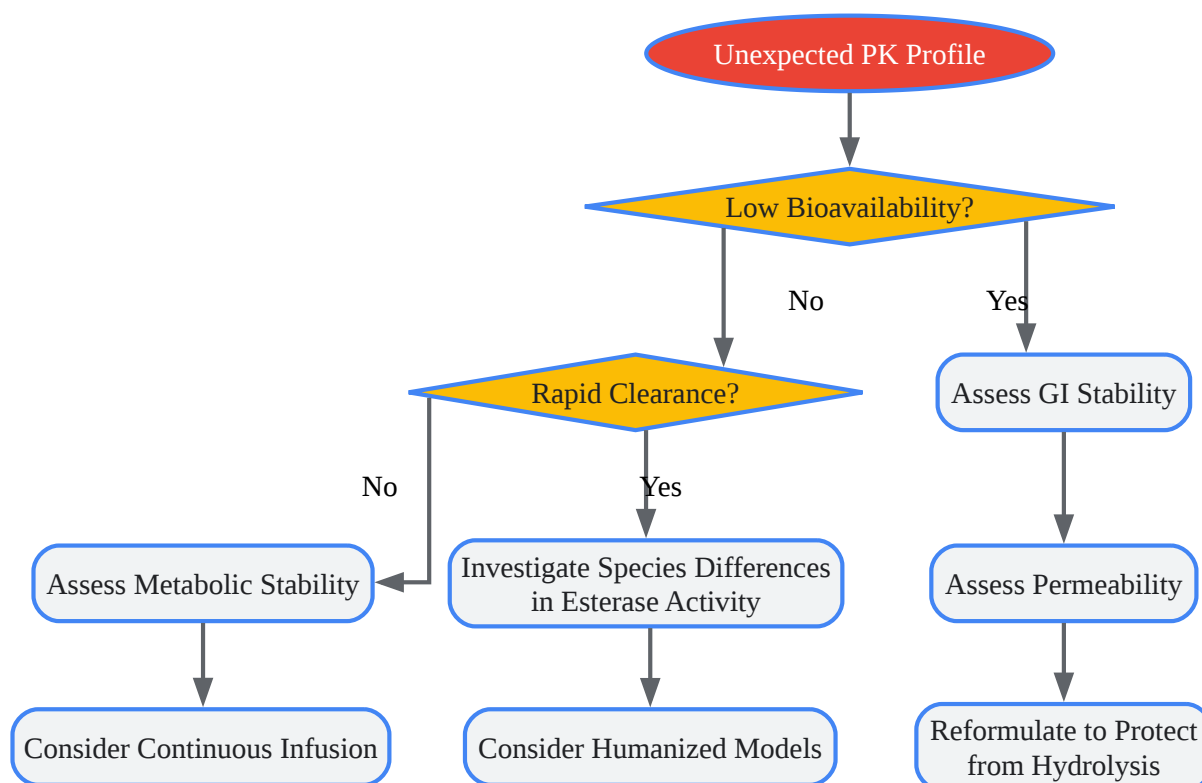 Unexpected PK Profile
Low Bioavailability?
No
Yes
Rapid Clearance?
Assess GI Stability
No
Yes
Assess Metabolic Stability
Investigate Species Differences
in Esterase Activity
Assess Permeability
Consider Continuous Infusion
Consider Humanized Models
Reformulate to Protect
from Hydrolysis